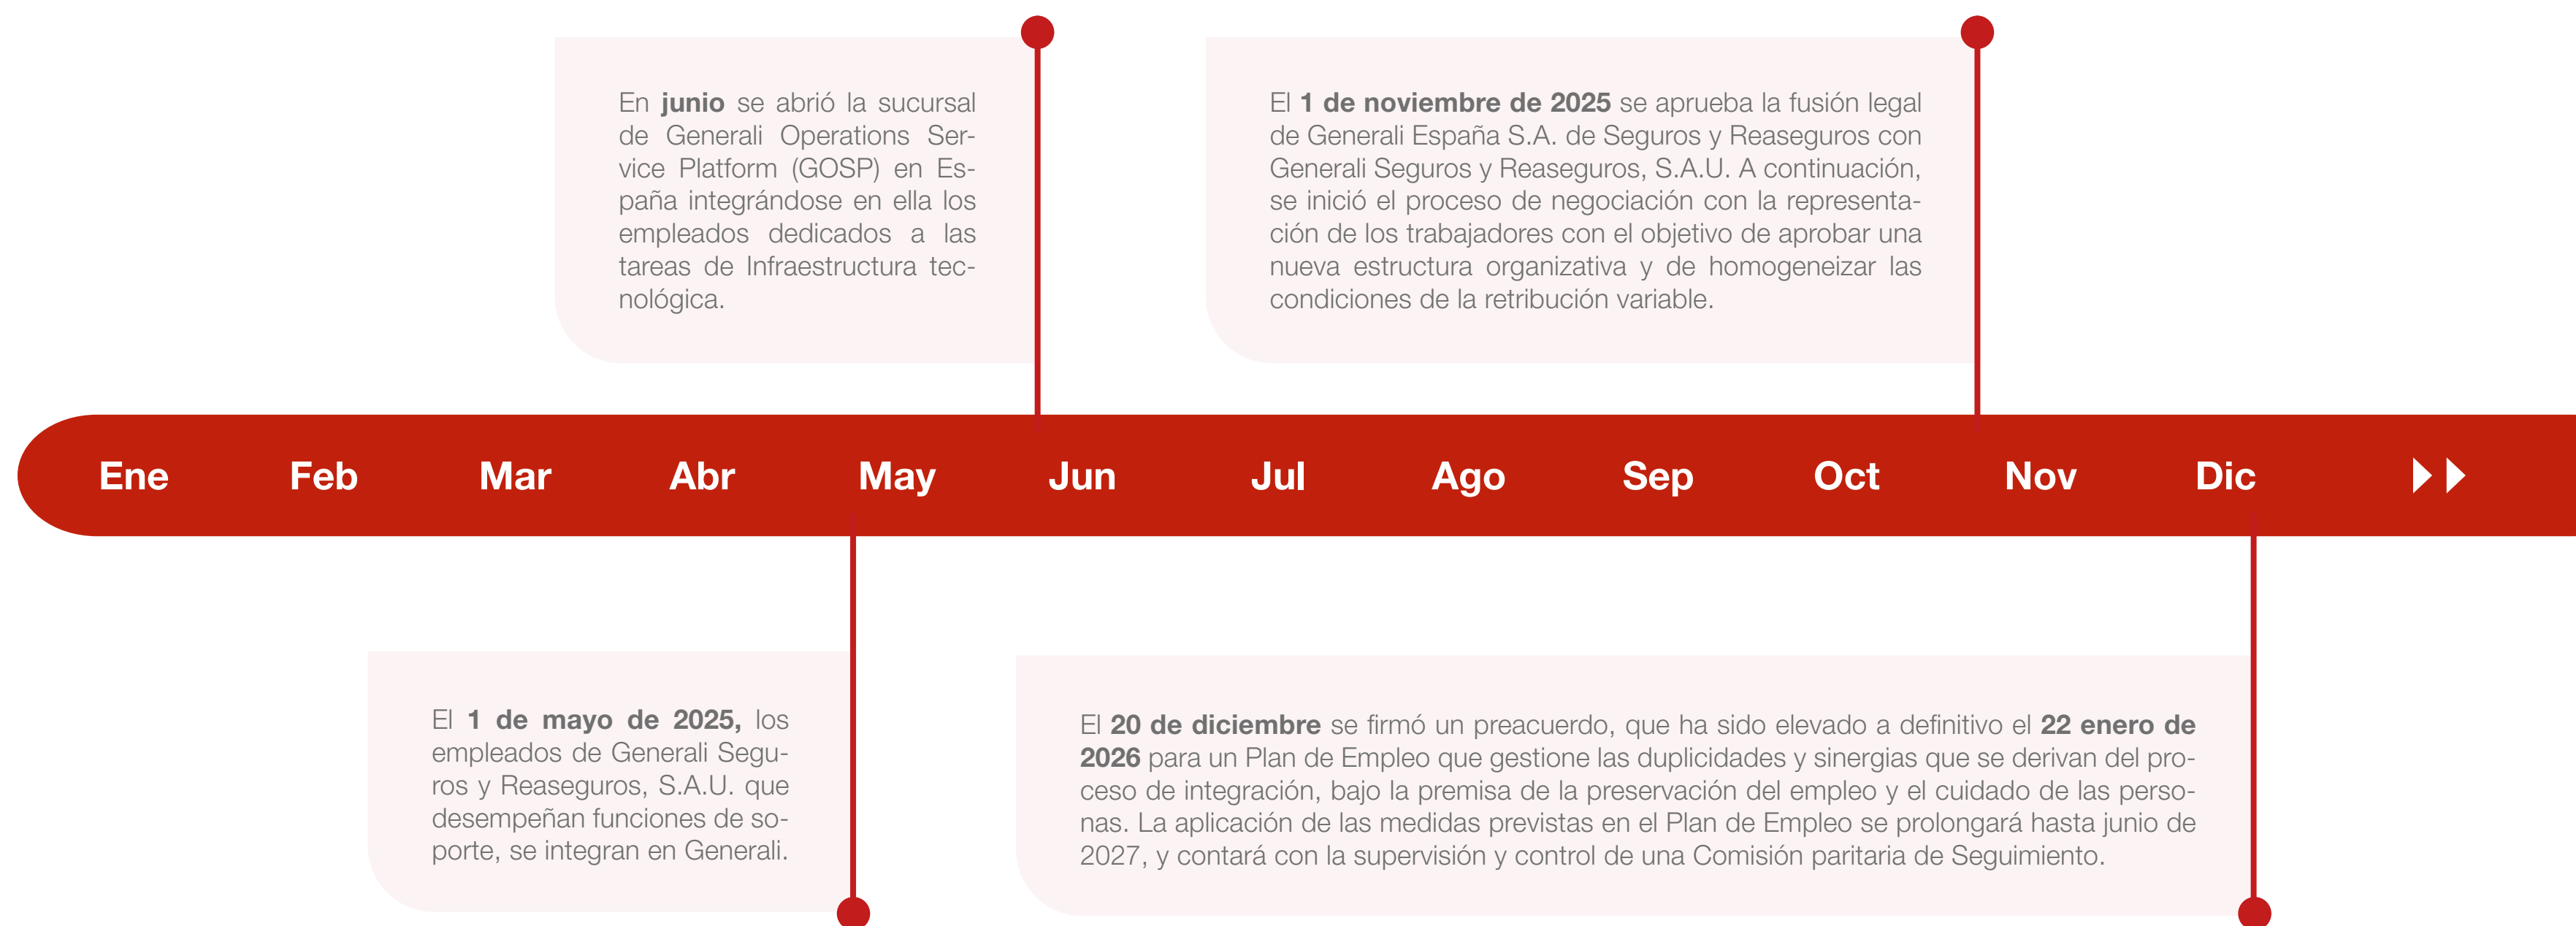 En junio se abrió la sucursal
de Generali Operations Ser-
vice Platform (GOSP) en Es-
paña integrándose en ella los
empleados dedicados a las
tareas de Infraestructura tec-
nológica.
El 1 de noviembre de 2025 se aprueba la fusión legal
de Generali España S.A. de Seguros y Reaseguros con
Generali Seguros y Reaseguros, S.A.U. A continuación,
se inició el proceso de negociación con la representa-
ción de los trabajadores con el objetivo de aprobar una
nueva estructura organizativa y de homogeneizar las
condiciones de la retribución variable.
Ene Feb Mar Abr May Jun Jul Ago Sep Oct Nov Dic
El 1 de mayo de 2025, los
empleados de Generali Segu-
ros y Reaseguros, S.A.U. que
desempeñan funciones de so-
porte, se integran en Generali.
El 20 de diciembre se firmó un preacuerdo, que ha sido elevado a definitivo el 22 enero de
2026 para un Plan de Empleo que gestione las duplicidades y sinergias que se derivan del pro-
ceso de integración, bajo la premisa de la preservación del empleo y el cuidado de las perso-
nas. La aplicación de las medidas previstas en el Plan de Empleo se prolongará hasta junio de
2027, y contará con la supervisión y control de una Comisión paritaria de Seguimiento.